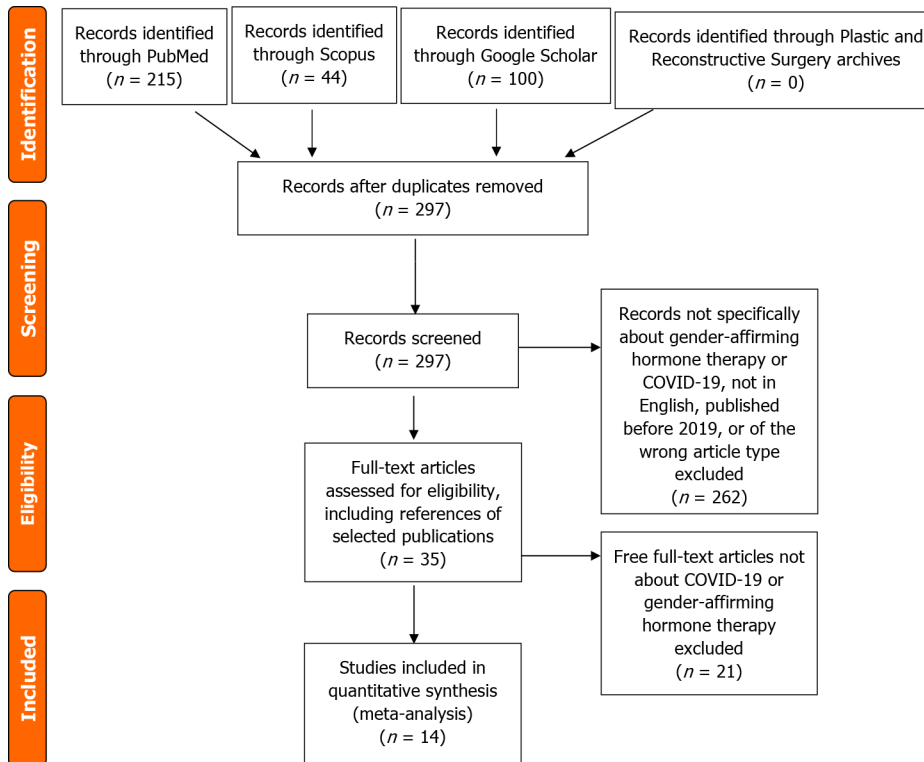 Identification
Records identified
through PubMed
(n = 215)
Records identified
through Scopus
(n = 44)
Records identified
through Google Scholar
(n = 100)
Records identified through Plastic and
Reconstructive Surgery archives
(n = 0)
Records after duplicates removed
(n = 297)
Screening
Records screened
(n = 297)
Records not specifically
about gender-affirming
hormone therapy or
COVID-19, not in
English, published
before 2019, or of the
wrong article type
excluded
(n = 262)
Eligibility
Full-text articles
assessed for eligibility,
including references of
selected publications
(n = 35)
Free full-text articles not
about COVID-19 or
gender-affirming
hormone therapy
excluded
(n = 21)
Included
Studies included in
quantitative synthesis
(meta-analysis)
(n = 14)